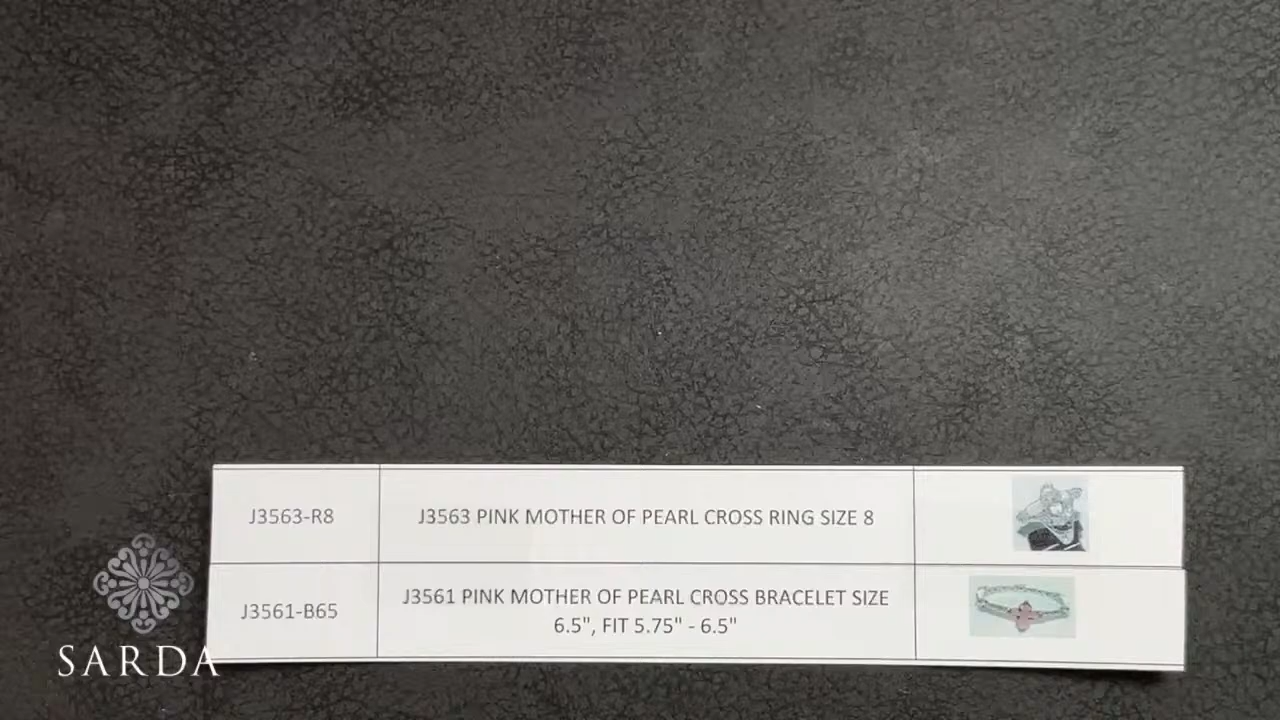 J3563-R8
J3563 PINK MOTHER OF PEARL CROSS RING SIZE 8
J3561-B65
J3561 PINK MOTHER OF PEARL CROSS BRACELET SIZE
6.5", FIT 5.75" - 6.5"
SARDA